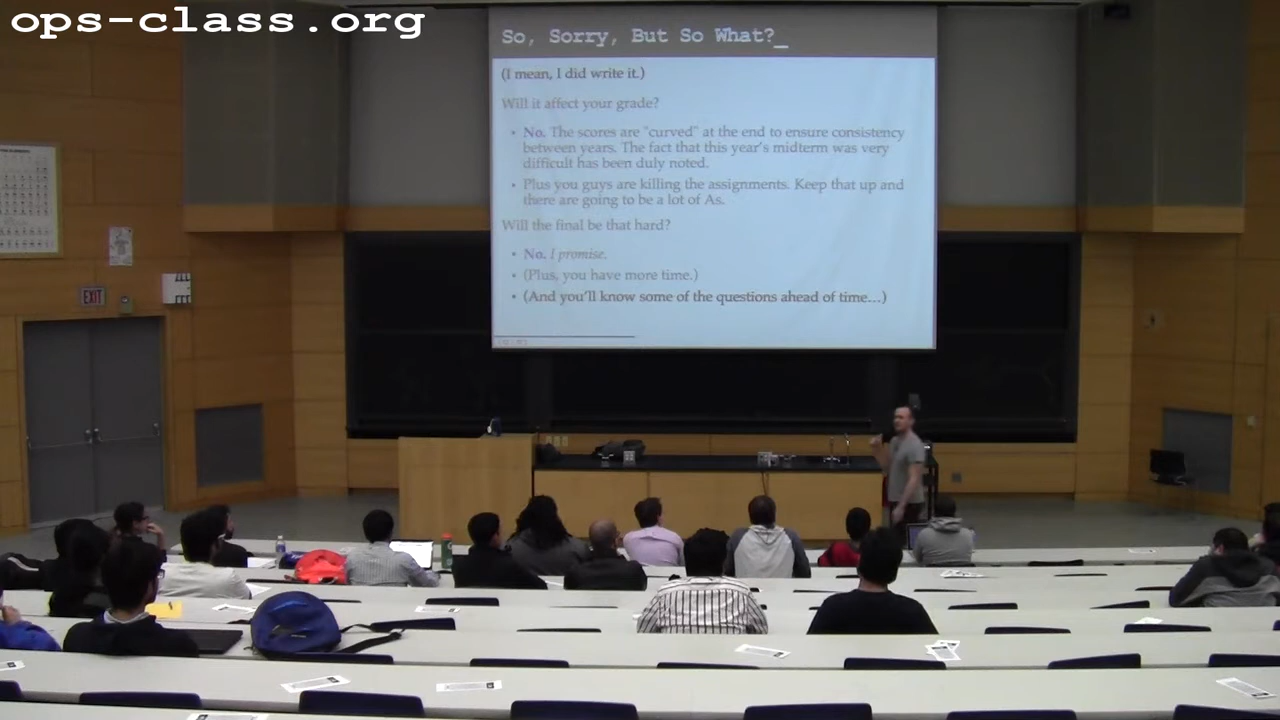 ops-class.org
So, Sorry, But So What?_
(I mean, I did write it.)
Will it affect your grade?
• No. The scores are "curved" at the end to ensure consistency
between years. The fact that this year's midterm was very
difficult has been duly noted.
• Plus you guys are killing the assignments. Keep that up and
there are going to be a lot of As.
Will the final be that hard?
• No. I promise.
• (Plus, you have more time.)
• (And you'll know some of the questions ahead of time…)
EXIT